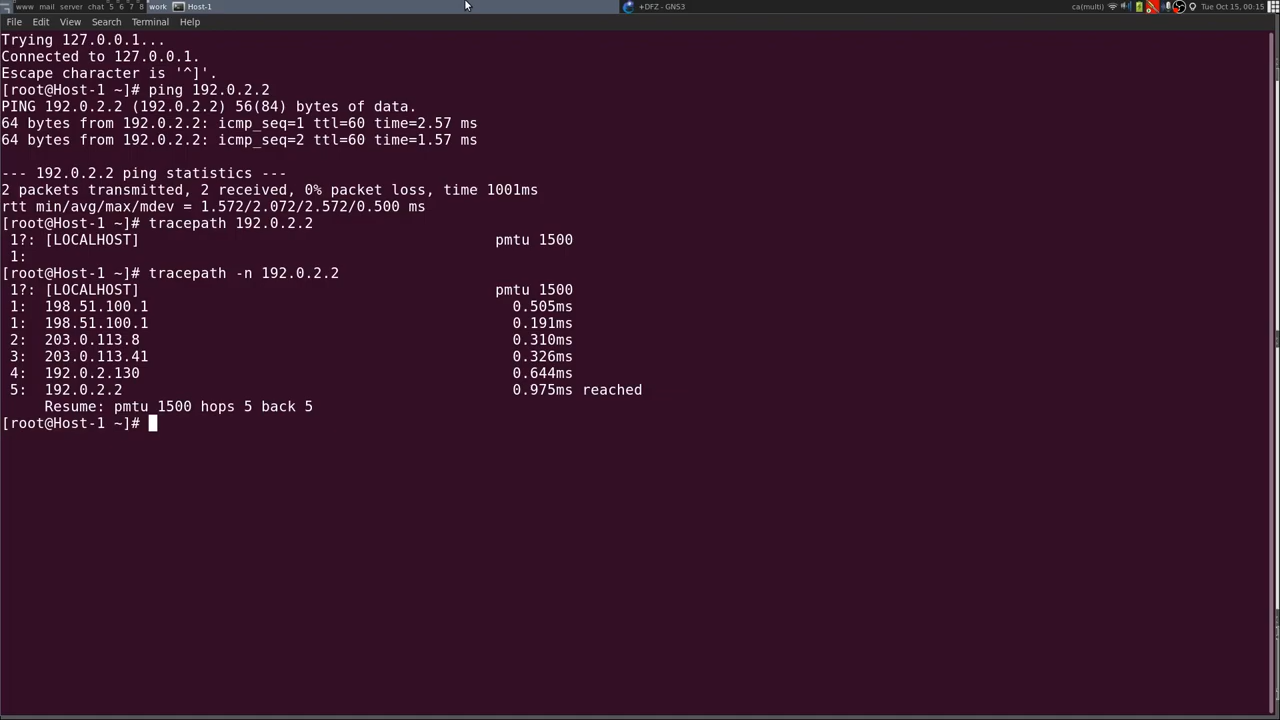 www mail server chat 5 6 7 8 work Host-1 +DFZ - GNS3 ca(multi) Tue Oct 15, 00:15
File Edit View Search Terminal Help
Trying 127.0.0.1...
Connected to 127.0.0.1.
Escape character is '^]'.
[root@Host-1 ~]# ping 192.0.2.2
PING 192.0.2.2 (192.0.2.2) 56(84) bytes of data.
64 bytes from 192.0.2.2: icmp_seq=1 ttl=60 time=2.57 ms
64 bytes from 192.0.2.2: icmp_seq=2 ttl=60 time=1.57 ms
--- 192.0.2.2 ping statistics ---
2 packets transmitted, 2 received, 0% packet loss, time 1001ms
rtt min/avg/max/mdev = 1.572/2.072/2.572/0.500 ms
[root@Host-1 ~]# tracepath 192.0.2.2
1?: [LOCALHOST] pmtu 1500
1:
[root@Host-1 ~]# tracepath -n 192.0.2.2
1?: [LOCALHOST] pmtu 1500
1: 198.51.100.1 0.505ms
1: 198.51.100.1 0.191ms
2: 203.0.113.8 0.310ms
3: 203.0.113.41 0.326ms
4: 192.0.2.130 0.644ms
5: 192.0.2.2 0.975ms reached
Resume: pmtu 1500 hops 5 back 5
[root@Host-1 ~]#